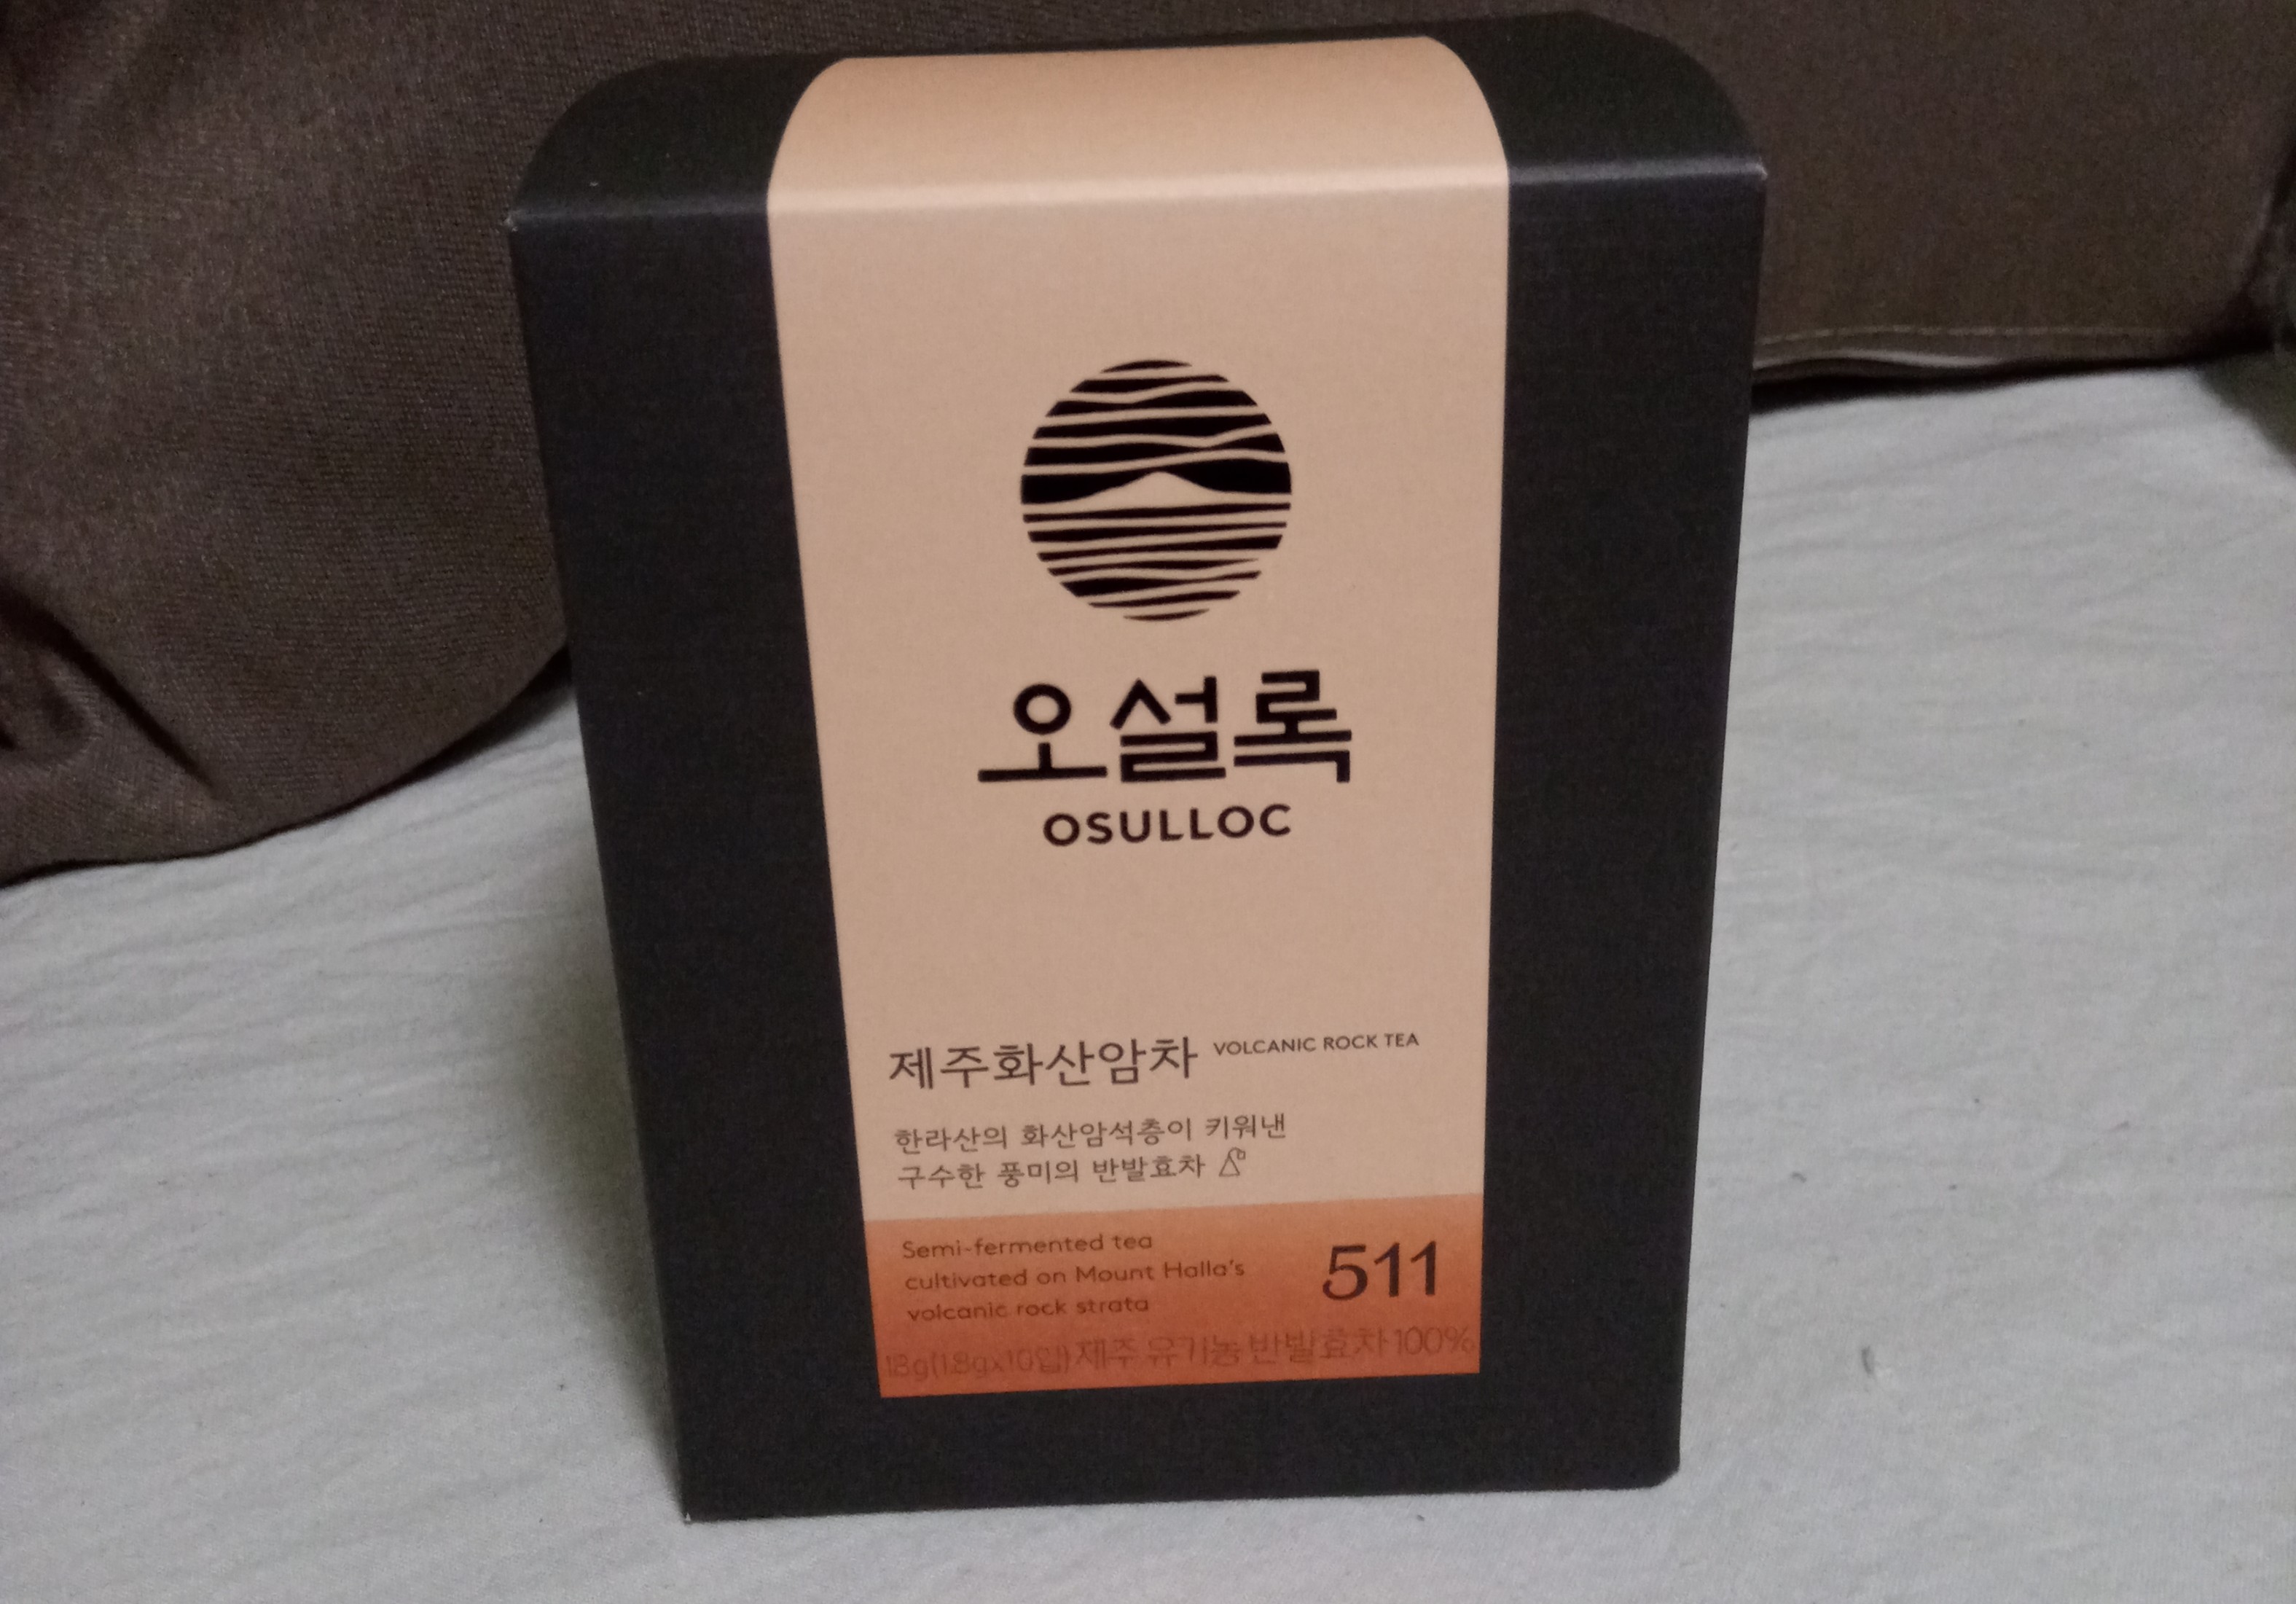 오설록
OSULLOC
제주화산암차 VOLCANIC ROCK TEA
한라산의 화산암석층이 키워낸
구수한 풍미의 반발효차
Semi-fermented tea
cultivated on Mount Halla's
volcanic rock strata
511
18g(1.8gx10입) 제주 유기농 반발효차 100%